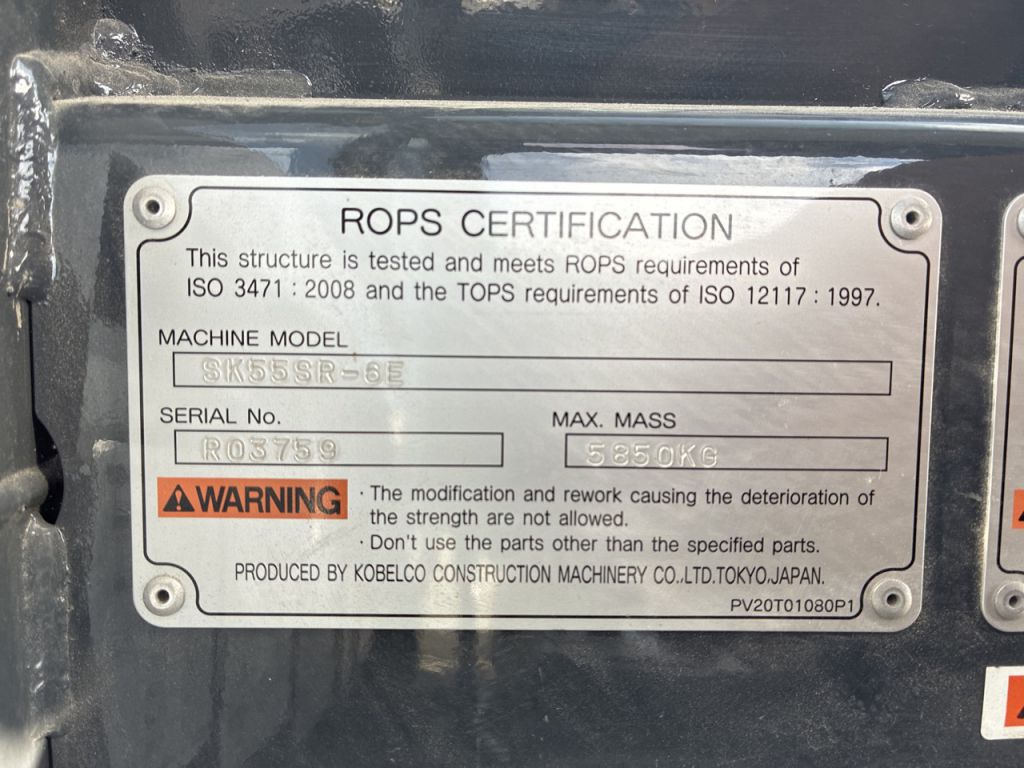 ROPS CERTIFICATION
This structure is tested and meets ROPS requirements of
ISO 3471 : 2008 and the TOPS requirements of ISO 12117 : 1997.
MACHINE MODEL
SK55SR-6E
SERIAL No.
R03759
MAX. MASS
5850KG
WARNING
· The modification and rework causing the deterioration of
the strength are not allowed.
· Don't use the parts other than the specified parts.
PRODUCED BY KOBELCO CONSTRUCTION MACHINERY CO.,LTD.TOKYO,JAPAN.
PV20T01080P1